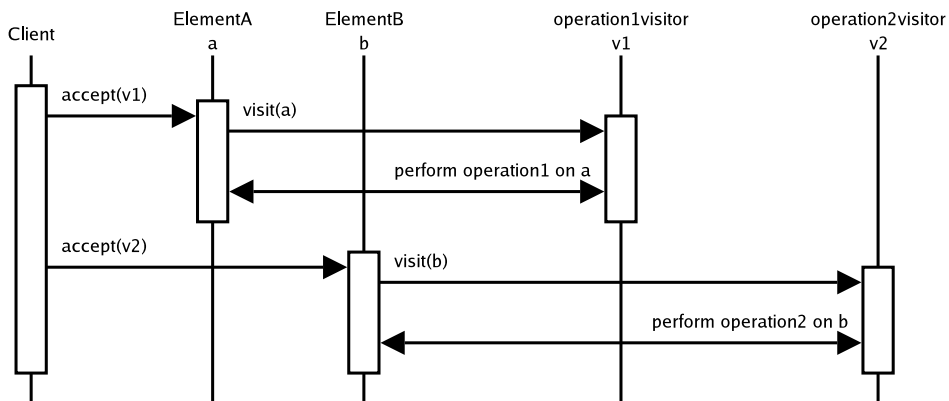 Client
ElementA
a
ElementB
b
operation1visitor
v1
operation2visitor
v2
accept(v1)
visit(a)
perform operation1 on a
accept(v2)
visit(b)
perform operation2 on b